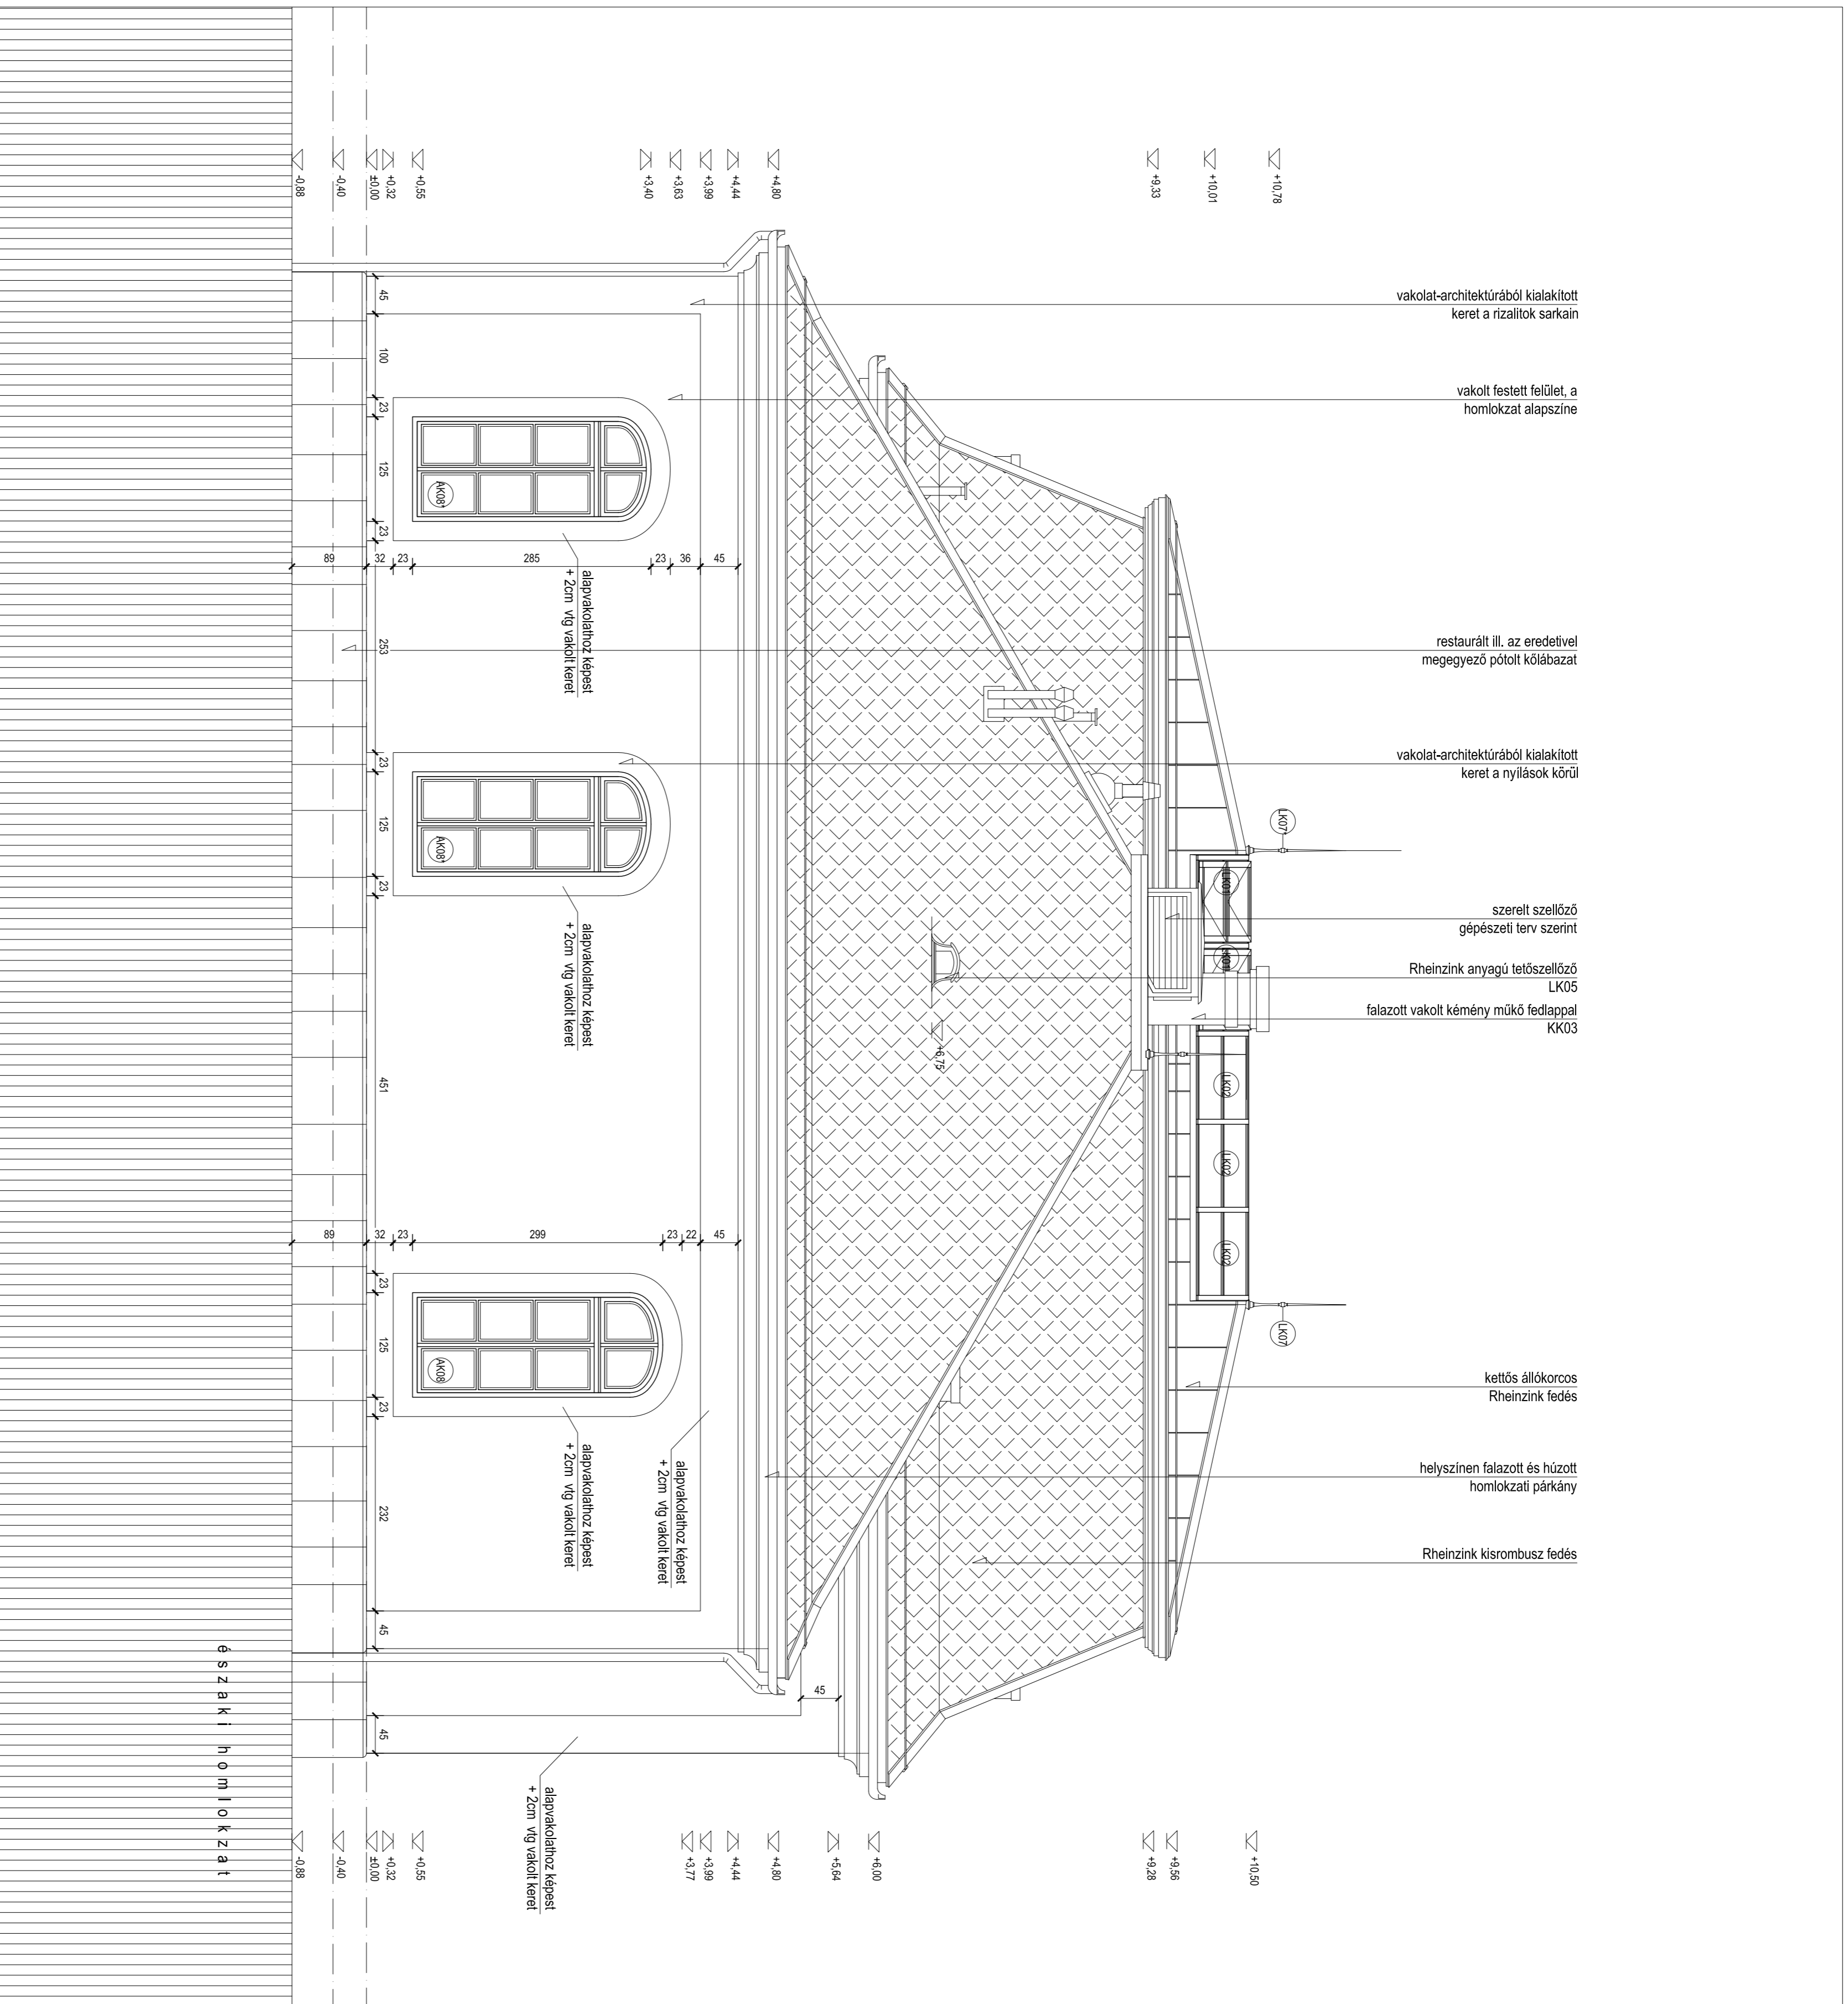 vakolat-architektúrából kialakított
keret a rizalitok sarkain
vakolt festett felület, a
homlokzat alapszíne
restaurált ill. az eredetivel
megegyező pótolt kőlábazat
vakolat-architektúrából kialakított
keret a nyílások körül
szerelt szellőző
gépészeti terv szerint
Rheinzink anyagú tetőszellőző
LK05
falazott vakolt kémény műkő fedlappal
KK03
kettős állókorcos
Rheinzink fedés
helyszínen falazott és húzott
homlokzati párkány
Rheinzink kisrombusz fedés
+10,78
+10,01
+9,33
+4,80
+4,44
+3,99
+3,63
+3,40
+0,55
+0,32
±0,00
-0,40
-0,88
LK07*
LK01
LK01
LK02
LK02
LK02
LK07
+6,75
AK08*
AK08*
AK08
alapvakolathoz képest
+ 2cm vtg vakolt keret
alapvakolathoz képest
+ 2cm vtg vakolt keret
alapvakolathoz képest
+ 2cm vtg vakolt keret
alapvakolathoz képest
+ 2cm vtg vakolt keret
alapvakolathoz képest
+ 2cm vtg vakolt keret
45
36
23
285
23
32
89
45
22
23
299
23
32
89
45
45
100
23
125
23
253
23
125
23
451
23
125
23
232
45
45
+10,50
+9,56
+9,28
+6,00
+5,64
+4,80
+4,44
+3,99
+3,77
+0,55
+0,32
±0,00
-0,40
-0,88
északi homlokzat